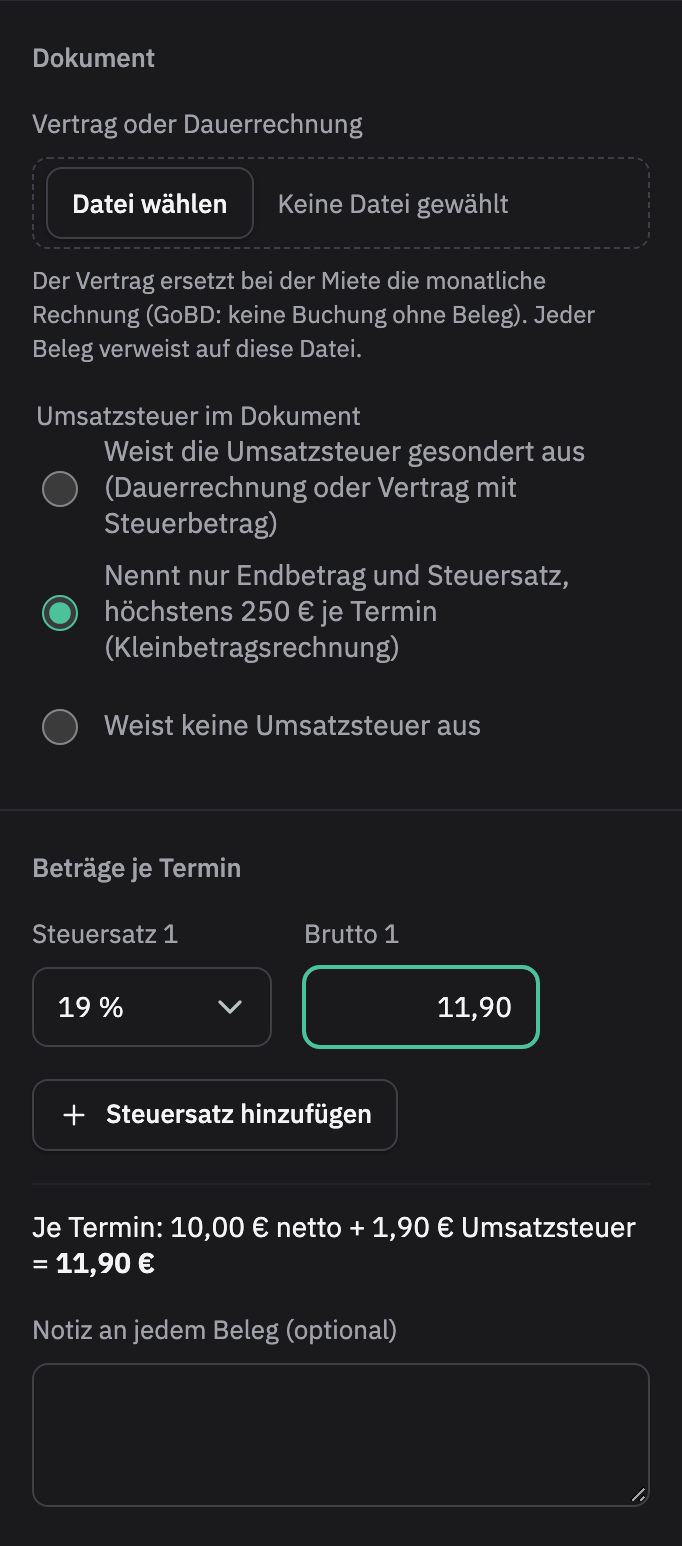 Dokument
Vertrag oder Dauerrechnung
Datei wählen Keine Datei gewählt
Der Vertrag ersetzt bei der Miete die monatliche
Rechnung (GoBD: keine Buchung ohne Beleg). Jeder
Beleg verweist auf diese Datei.
Umsatzsteuer im Dokument
Weist die Umsatzsteuer gesondert aus
(Dauerrechnung oder Vertrag mit
Steuerbetrag)
Nennt nur Endbetrag und Steuersatz,
höchstens 250 € je Termin
(Kleinbetragsrechnung)
Weist keine Umsatzsteuer aus
Beträge je Termin
Steuersatz 1 Brutto 1
19 % 11,90
+ Steuersatz hinzufügen
Je Termin: 10,00 € netto + 1,90 € Umsatzsteuer
= 11,90 €
Notiz an jedem Beleg (optional)